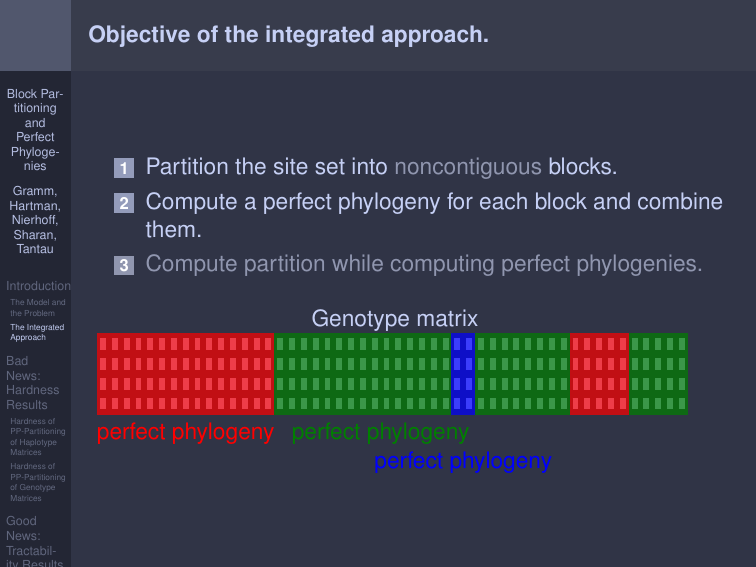 Objective of the integrated approach.
Block Par-
titioning
and
Perfect
Phyloge-
nies
Gramm,
Hartman,
Nierhoff,
Sharan,
Tantau
Introduction
The Model and
the Problem
The Integrated
Approach
Bad
News:
Hardness
Results
Hardness of
PP-Partitioning
of Haplotype
Matrices
Hardness of
PP-Partitioning
of Genotype
Matrices
Good
News:
Tractabil-
ity Results
1 Partition the site set into noncontiguous blocks.
2 Compute a perfect phylogeny for each block and combine
them.
3 Compute partition while computing perfect phylogenies.
Genotype matrix
perfect phylogeny perfect phylogeny
perfect phylogeny